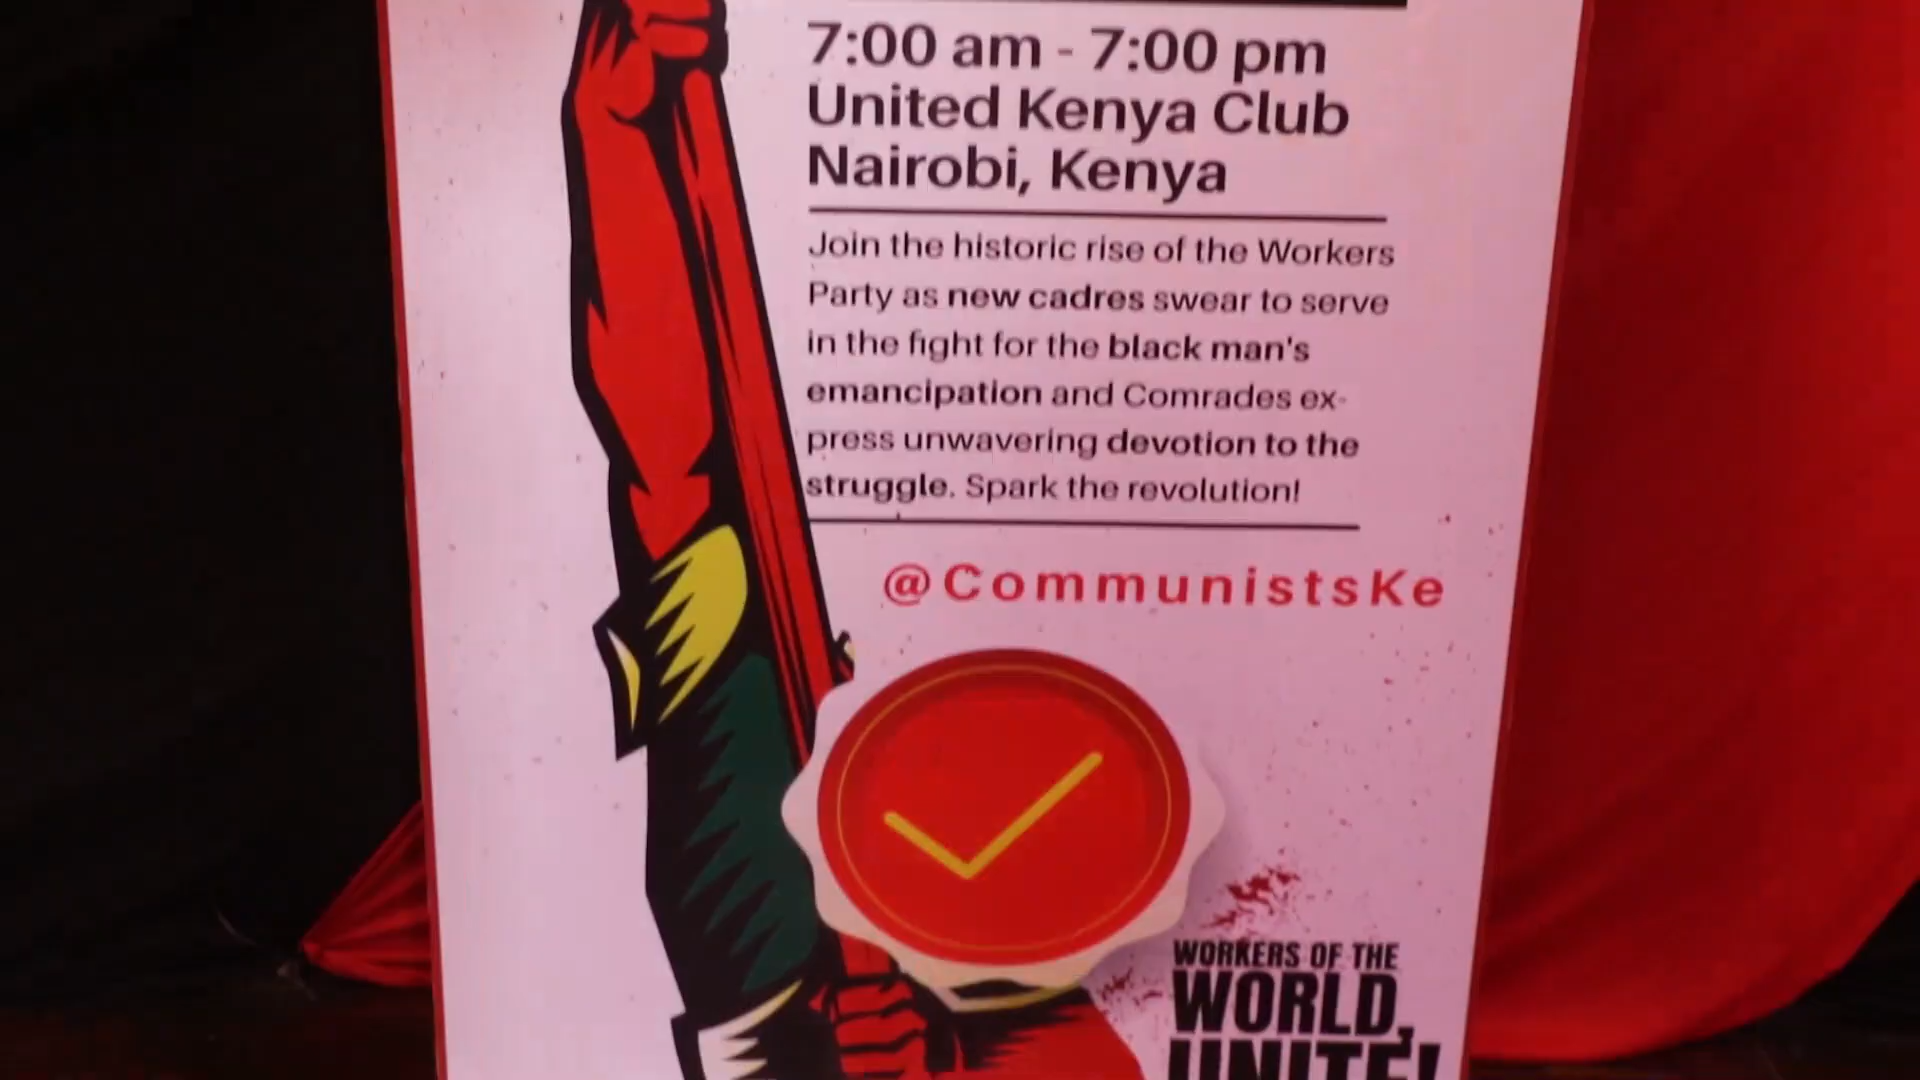 7:00 am - 7:00 pm
United Kenya Club
Nairobi, Kenya
Join the historic rise of the Workers
Party as new cadres swear to serve
in the fight for the black man's
emancipation and Comrades ex-
press unwavering devotion to the
struggle. Spark the revolution!
@CommunistsKe
WORKERS OF THE
WORLD,
UNITE!